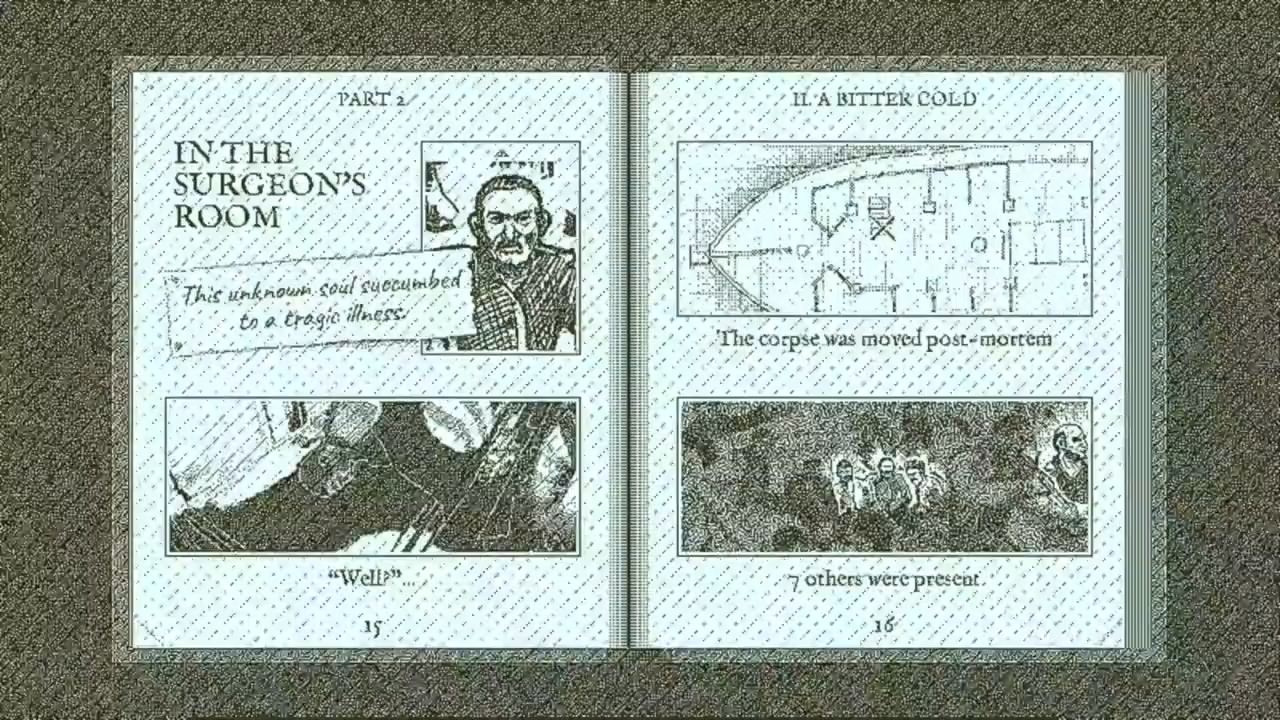 PART 2
IN THE
SURGEON'S
ROOM
This unknown soul succumbed
to a tragic illness.
"Well?"...
15
II. A BITTER COLD
The corpse was moved post-mortem
7 others were present
16